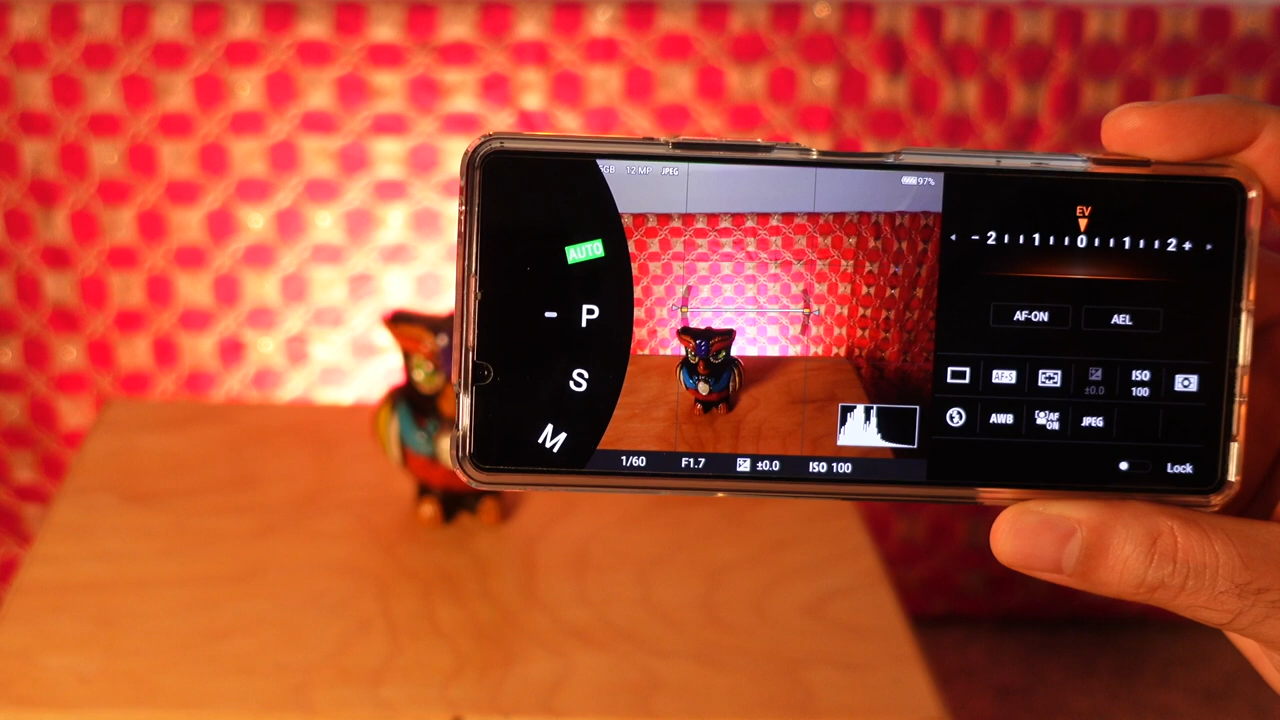 12 MP JPEG
97%
AUTO
- P
S
M
1/60 F1.7 ±0.0 ISO 100
EV
- 2 1 0 1 2 +
AF-ON AEL
AF-S ±0.0 ISO 100
AWB AF ON JPEG
Lock